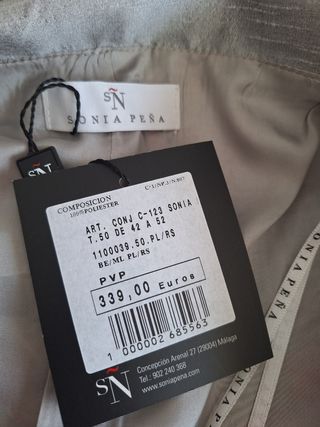 SÑ
SONIA PEÑA
SÑ
COMPOSICION
100%POLIESTER
ART. CONJ C-123 SONIA
T.50 DE 42 A 52
1100039.50.PL/RS
BE/ML PL/RS
PVP
339,00 Euros
1 000002 685563
SÑ
Concepción Arenal 27 (29004) Málaga
Tel.: 902 240 368
www.soniapena.com
SONIA PEÑA
SONIA PEÑA